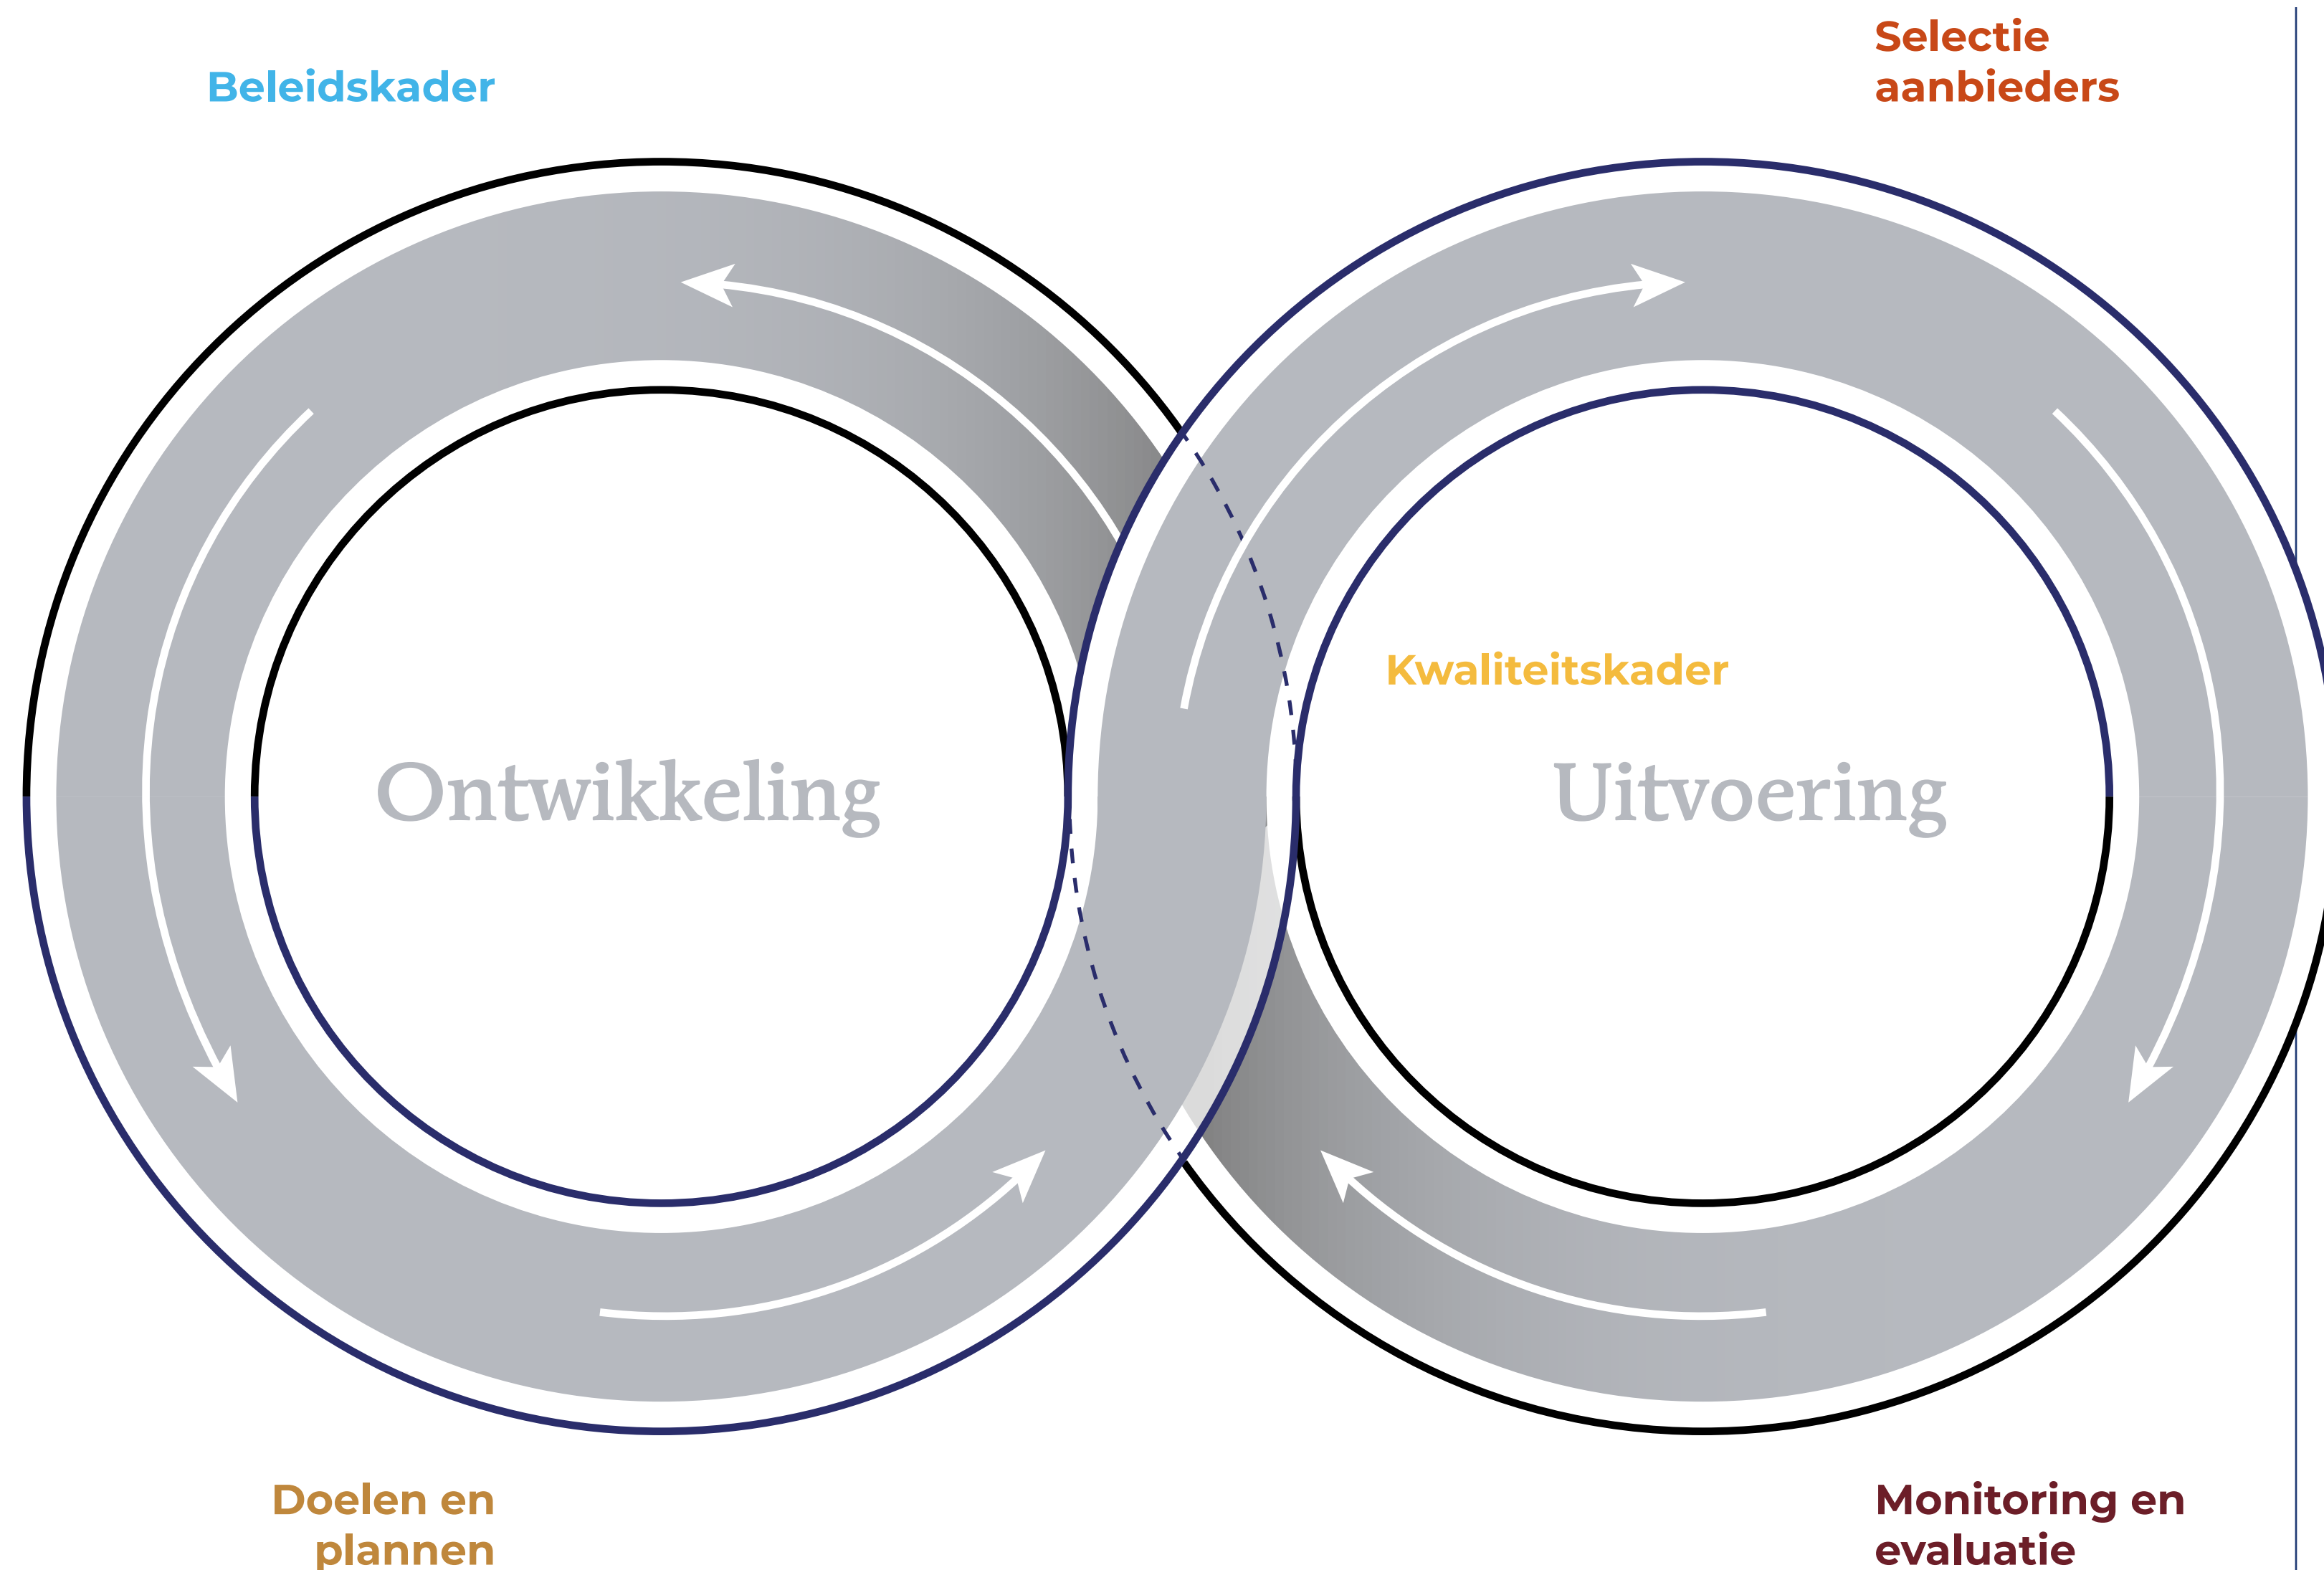 Beleidskader
Selectie
aanbieders
Kwaliteitskader
Ontwikkeling
Uitvoering
Doelen en
plannen
Monitoring en
evaluatie